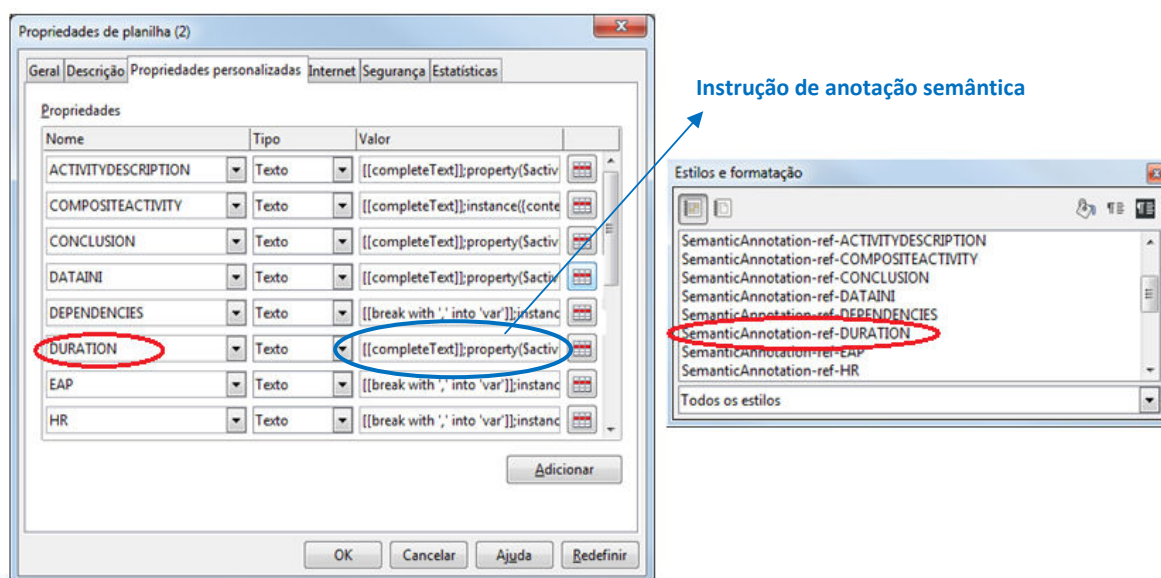 Propriedades de planilha (2)
Geral Descrição Propriedades personalizadas Internet Segurança Estatísticas
Propriedades
Nome Tipo Valor
ACTIVITYDESCRIPTION Texto [[completeText]];property($activ
COMPOSITEACTIVITY Texto [[completeText]];instance({conte
CONCLUSION Texto [[completeText]];property($activ
DATAINI Texto [[completeText]];property($activ
DEPENDENCIES Texto [[break with ',' into 'var']];instanc
DURATION Texto [[completeText]];property($activ
EAP Texto [[break with ',' into 'var']];instanc
HR Texto [[break with ',' into 'var']];instanc
Adicionar
OK Cancelar Ajuda Redefinir
Instrução de anotação semântica
Estilos e formatação
SemanticAnnotation-ref-ACTIVITYDESCRIPTION
SemanticAnnotation-ref-COMPOSITEACTIVITY
SemanticAnnotation-ref-CONCLUSION
SemanticAnnotation-ref-DATAINI
SemanticAnnotation-ref-DEPENDENCIES
SemanticAnnotation-ref-DURATION
SemanticAnnotation-ref-EAP
SemanticAnnotation-ref-HR
Todos os estilos